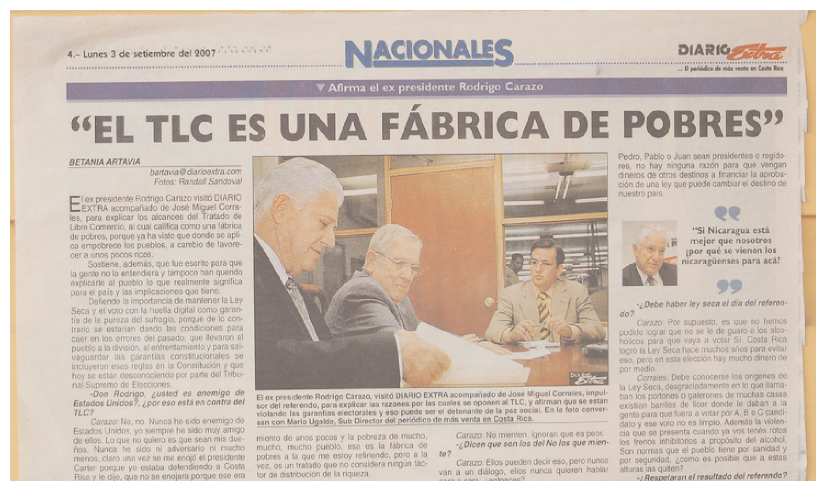 4.– Lunes 3 de setiembre del 2007
NACIONALES
DIARIO Extra
... El periódico de más venta en Costa Rica
▼ Afirma el ex presidente Rodrigo Carazo
“EL TLC ES UNA FÁBRICA DE POBRES”
BETANIA ARTAVIA
bartavia@diarioextra.com
Fotos: Randall Sandoval
El ex presidente Rodrigo Carazo visitó DIARIO
EXTRA acompañado de José Miguel Corra-
les, para explicar los alcances del Tratado de
Libre Comercio, al cual califica como una fábrica
de pobres, porque ya ha visto que donde se apli-
ca empobrece los pueblos, a cambio de favore-
cer a unos pocos ricos.
Sostiene, además, que fue escrito para que
la gente no lo entendiera y tampoco han querido
explicarle al pueblo lo que realmente significa
para el país y las implicaciones que tiene.
Defiende la importancia de mantener la Ley
Seca y el voto con la huella digital como garan-
tía de la pureza del sufragio, porque de lo con-
trario se estarían dando las condiciones para
caer en los errores del pasado, que llevaron al
pueblo a la división, al enfrentamiento y para sal-
vaguardar las garantías constitucionales se
incluyeron esas reglas en la Constitución y que
hoy se están desconociendo por parte del Tribu-
nal Supremo de Elecciones.
-Don Rodrigo, ¿usted es enemigo de
Estados Unidos?, ¿por eso está en contra del
TLC?
Carazo: No, no. Nunca he sido enemigo de
Estados Unidos, yo siempre he sido muy amigo
de ellos. Lo que no quiero es que sean mis due-
ños. Nunca he sido ni adversario ni mucho
menos, claro una vez se me enojó el presidente
Carter porque yo estaba defendiendo a Costa
Rica y le dijo, que no se enojara porque ese era
DIARIO Extra
El ex presidente Rodrigo Carazo, visitó DIARIO EXTRA acompañado de José Miguel Corrales, impul-
sor del referendo, para explicar las razones por las cuales se oponen al TLC, y afirman que se están
violando las garantías electorales y eso puede ser el detonante de la paz social. En la foto conver-
san con Mario Ugaldo, Sub Director del periódico de más venta en Costa Rica.
miento de unos pocos y la pobreza de mucho,
mucho, mucho pueblo, esa es la fábrica de
pobres a la que me estoy refiriendo, pero a la
vez, es un tratado que no considera ningún fac-
tor de distribución de la riqueza.
Carazo: No mienten, ignoran que es peor.
-¿Dicen que son los del No los que mien-
te?
Carazo: Ellos pueden decir eso, pero nunca
van a un diálogo, ellos nunca quieren hablar
Pedro, Pablo o Juan sean presidentes o regido-
res, no hay ninguna razón para que vengan
dineros de otros destinos a financiar la aproba-
ción de una ley que puede cambiar el destino de
nuestro país.
“Si Nicaragua está
mejor que nosotros
¿por qué se vienen los
nicaragüenses para acá!
”
-¿Debe haber ley seca el día del referen-
do?
Carazo: Por supuesto, es que no hemos
podido lograr que no se le de guaro a los alco-
hólicos para que vaya a votar Sí. Costa Rica
logró la Ley Seca hace muchos años para evitar
eso, pero en esta elección hay mucho dinero de
por medio.
Corrales: Debe conocerse los orígenes de
la Ley Seca, desgraciadamente en lo que llama-
ban los portones o galerones de muchas casas
existían barriles de licor donde le daban a la
gente para que fuera a votar por A, B ó C candi-
dato y ese voto no es limpio. Además la violen-
cia que se presenta cuando ya vos tenés rotos
los frenos inhibitorios a propósito del alcohol.
Son normas que el pueblo tiene por sanidad y
por seguridad, ¿cómo es posible que a estas
alturas las quiten?
-¿Respetaran el resultado del referendo?